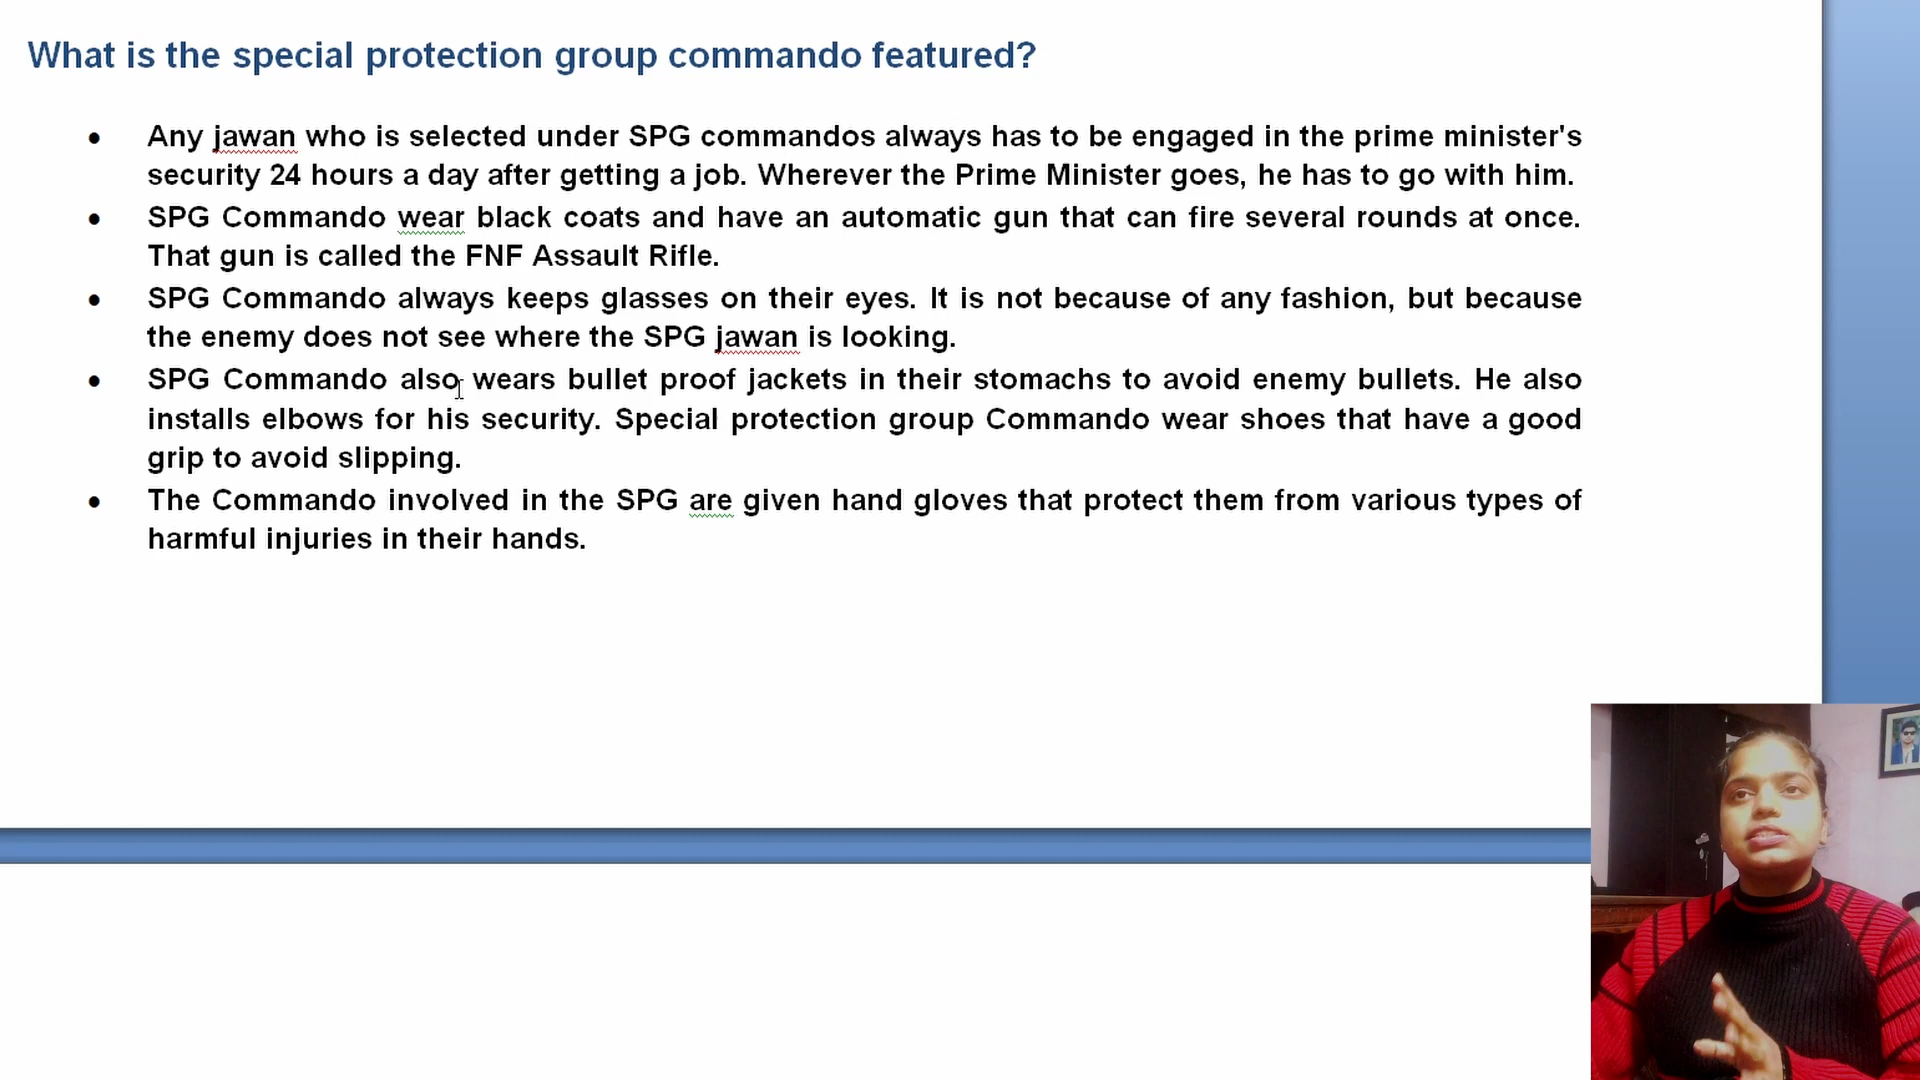 What is the special protection group commando featured?
• Any jawan who is selected under SPG commandos always has to be engaged in the prime minister's
security 24 hours a day after getting a job. Wherever the Prime Minister goes, he has to go with him.
• SPG Commando wear black coats and have an automatic gun that can fire several rounds at once.
That gun is called the FNF Assault Rifle.
• SPG Commando always keeps glasses on their eyes. It is not because of any fashion, but because
the enemy does not see where the SPG jawan is looking.
• SPG Commando also wears bullet proof jackets in their stomachs to avoid enemy bullets. He also
installs elbows for his security. Special protection group Commando wear shoes that have a good
grip to avoid slipping.
• The Commando involved in the SPG are given hand gloves that protect them from various types of
harmful injuries in their hands.